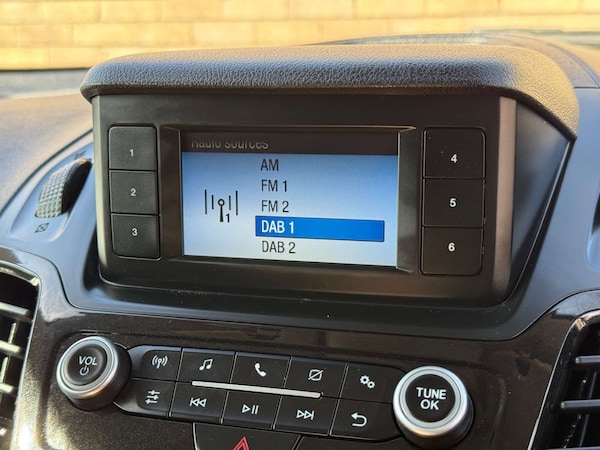 Radio sources
AM
FM 1
FM 2
DAB 1
DAB 2
1
1
2
3
4
5
6
VOL
TUNE
OK